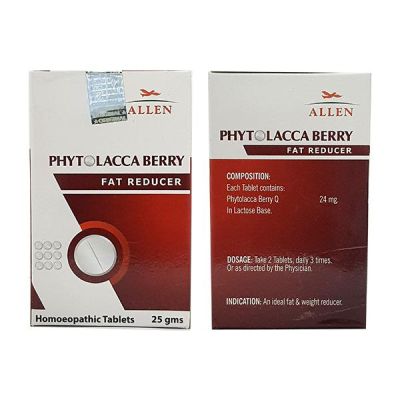 ALLEN
PHYTOLACCA BERRY
FAT REDUCER
Homoeopathic Tablets 25 gms
ALLEN
PHYTOLACCA BERRY
FAT REDUCER
COMPOSITION:
Each Tablet contains:
Phytolacca Berry Q 24 mg.
In Lactose Base.
DOSAGE: Take 2 Tablets, daily 3 times.
Or as directed by the Physician.
INDICATION: An ideal fat & weight reducer.